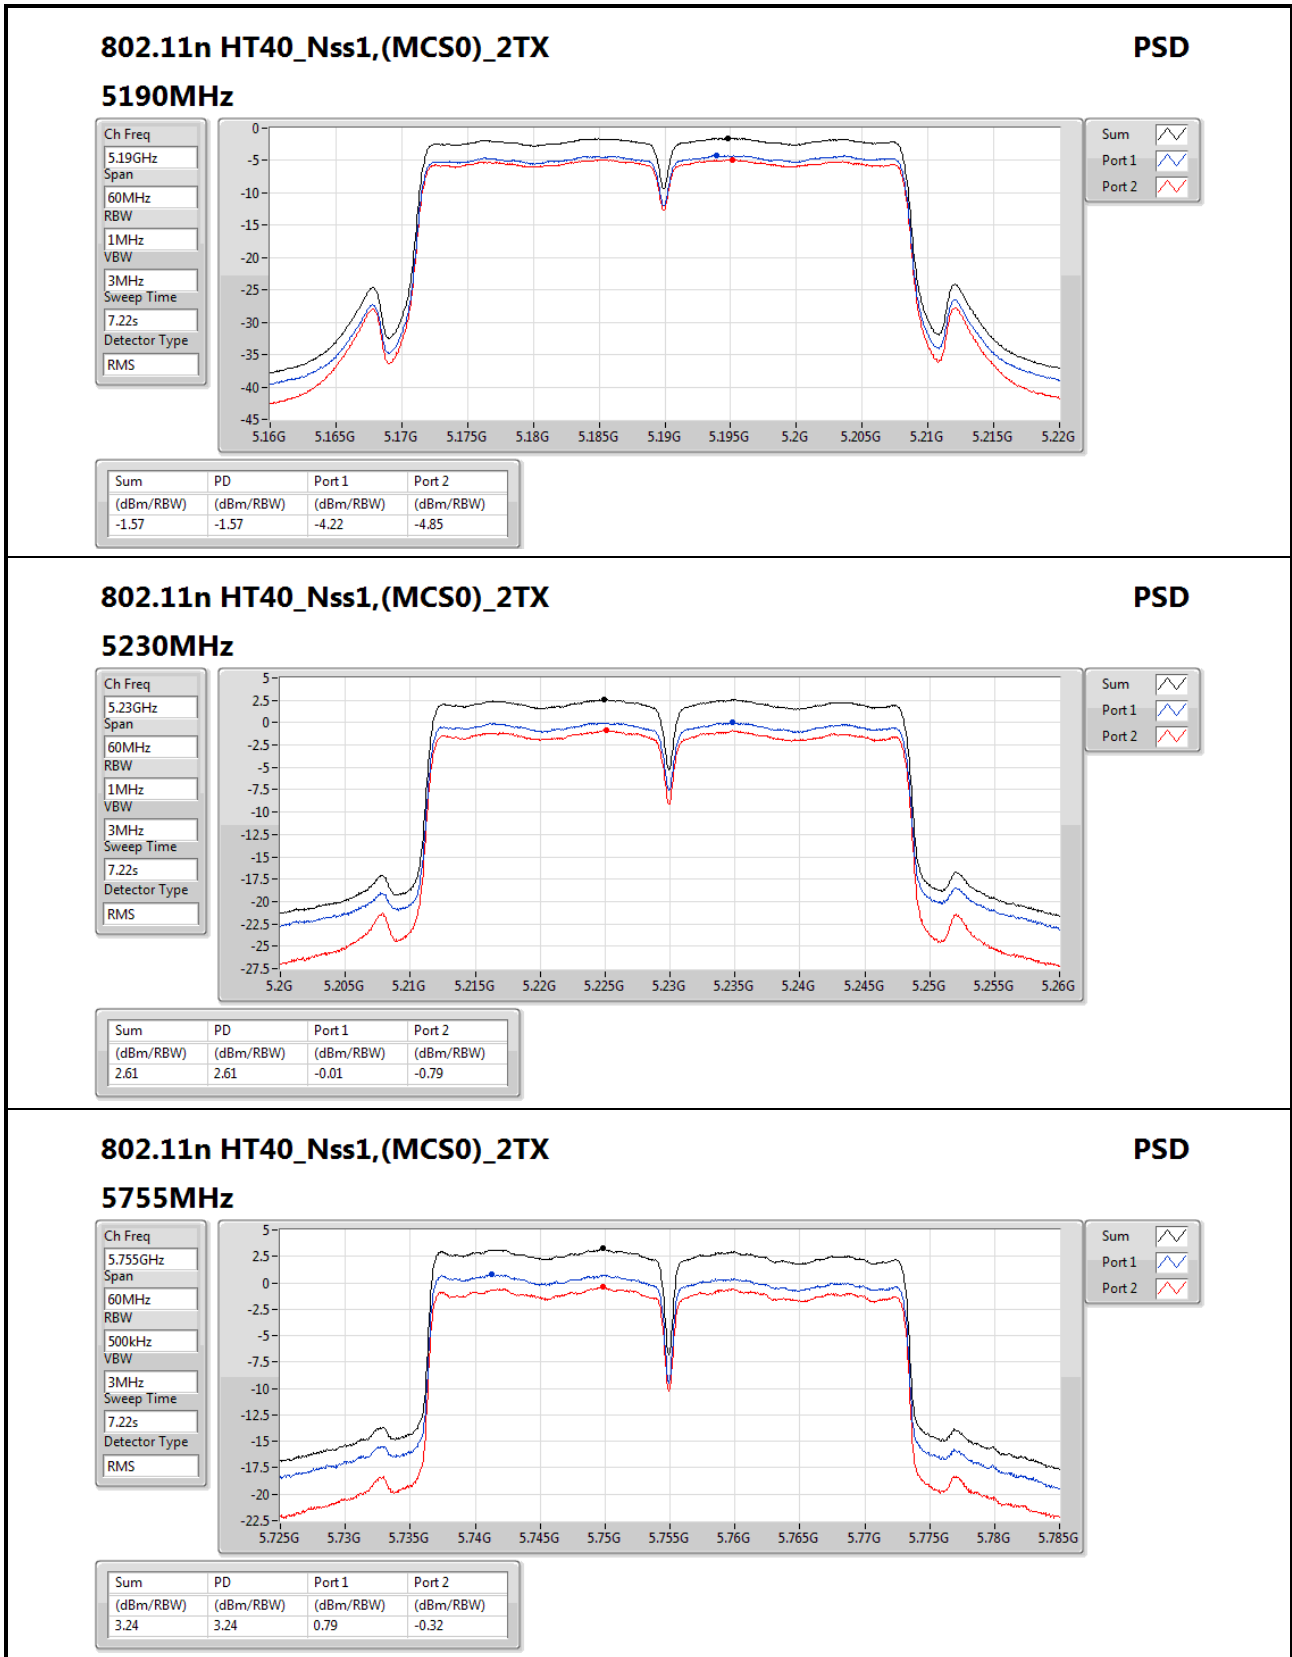 802.11n HT40_Nss1,(MCS0)_2TX PSD
5190MHz
Ch Freq
5.19GHz
Span
60MHz
RBW
1MHz
VBW
3MHz
Sweep Time
7.22s
Detector Type
RMS
0
-5
-10
-15
-20
-25
-30
-35
-40
-45
5.16G 5.165G 5.17G 5.175G 5.18G 5.185G 5.19G 5.195G 5.2G 5.205G 5.21G 5.215G 5.22G
Sum
Port 1
Port 2
Sum PD Port 1 Port 2
(dBm/RBW) (dBm/RBW) (dBm/RBW) (dBm/RBW)
-1.57 -1.57 -4.22 -4.85
802.11n HT40_Nss1,(MCS0)_2TX PSD
5230MHz
Ch Freq
5.23GHz
Span
60MHz
RBW
1MHz
VBW
3MHz
Sweep Time
7.22s
Detector Type
RMS
5
2.5
0
-2.5
-5
-7.5
-10
-12.5
-15
-17.5
-20
-22.5
-25
-27.5
5.2G 5.205G 5.21G 5.215G 5.22G 5.225G 5.23G 5.235G 5.24G 5.245G 5.25G 5.255G 5.26G
Sum
Port 1
Port 2
Sum PD Port 1 Port 2
(dBm/RBW) (dBm/RBW) (dBm/RBW) (dBm/RBW)
2.61 2.61 -0.01 -0.79
802.11n HT40_Nss1,(MCS0)_2TX PSD
5755MHz
Ch Freq
5.755GHz
Span
60MHz
RBW
500kHz
VBW
3MHz
Sweep Time
7.22s
Detector Type
RMS
5
2.5
0
-2.5
-5
-7.5
-10
-12.5
-15
-17.5
-20
-22.5
5.725G 5.73G 5.735G 5.74G 5.745G 5.75G 5.755G 5.76G 5.765G 5.77G 5.775G 5.78G 5.785G
Sum
Port 1
Port 2
Sum PD Port 1 Port 2
(dBm/RBW) (dBm/RBW) (dBm/RBW) (dBm/RBW)
3.24 3.24 0.79 -0.32